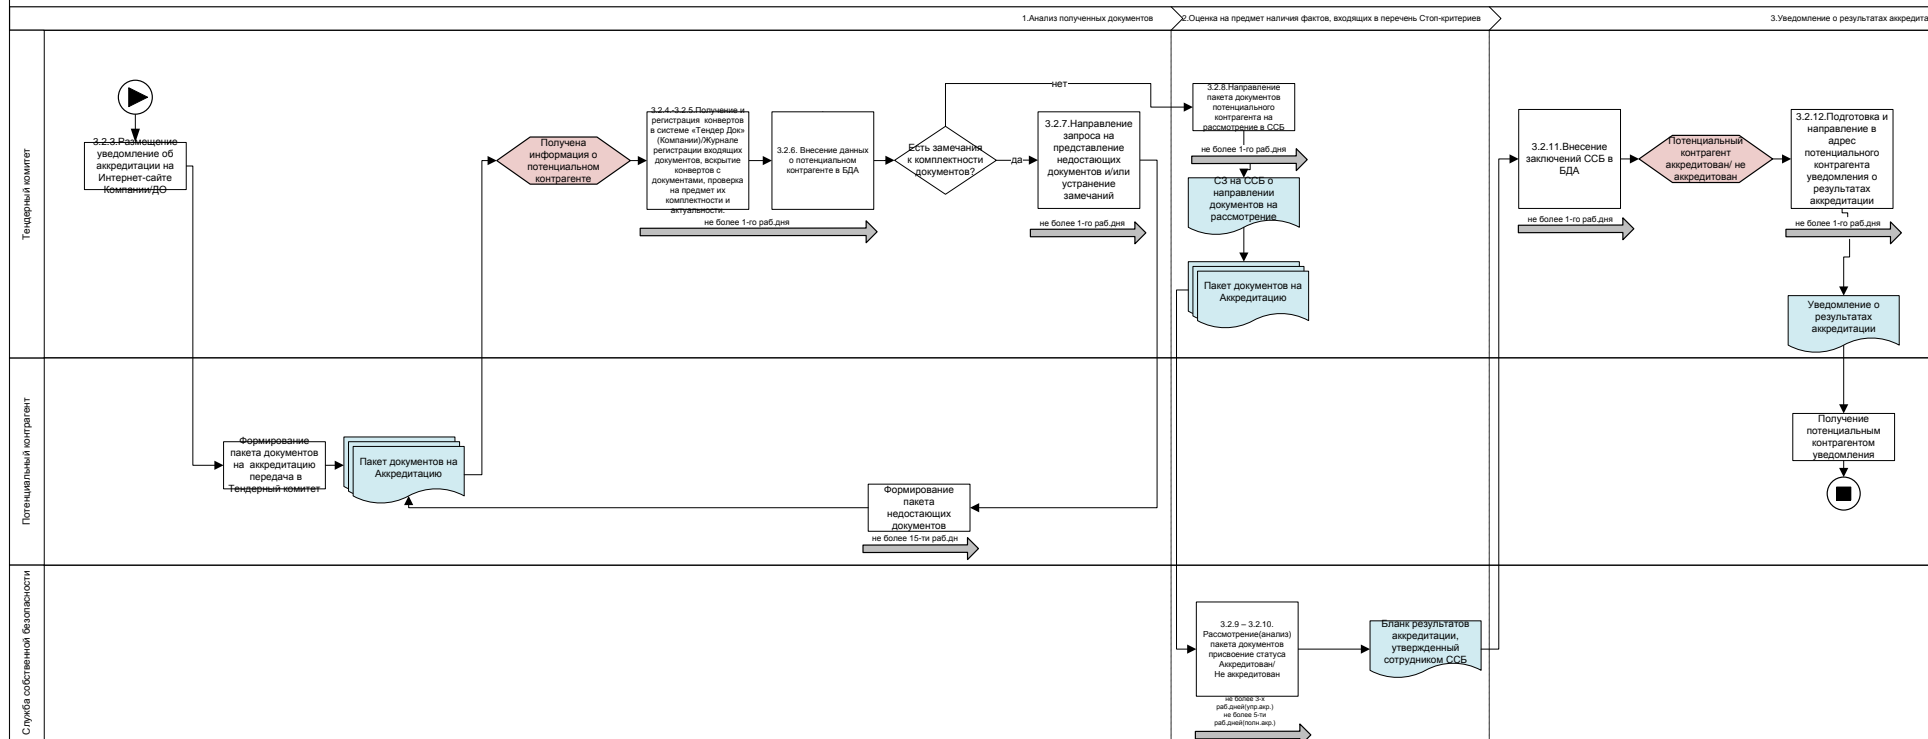 1.Анализ полученных документов
2.Оценка на предмет наличия фактов, входящих в перечень Стоп-критериев
3.Уведомление о результатах аккредита
Тендерный комитет
3.2.3.Размещение
уведомление об
аккредитации на
Интернет-сайте
Компании/ДО
Получена
информация о
потенциальном
контрагенте
3.2.4.-3.2.5.Получение и
регистрация конвертов
в системе «Тендер Док»
(Компании)/Журнале
регистрации входящих
документов, вскрытие
конвертов с
документами, проверка
на предмет их
комплектности и
актуальности.
не более 1-го раб.дня
3.2.6. Внесение данных
о потенциальном
контрагенте в БДА
Есть замечания
к комплектности
документов?
нет
да
3.2.7.Направление
запроса на
представление
недостающих
документов и/или
устранение
замечаний
не более 1-го раб.дня
3.2.8.Направление
пакета документов
потенциального
контрагента на
рассмотрение в ССБ
не более 1-го раб.дня
СЗ на ССБ о
направлении
документов на
рассмотрение
Пакет документов на
Аккредитацию
3.2.11.Внесение
заключений ССБ в
БДА
не более 1-го раб.дня
Потенциальный
контрагент
аккредитован/ не
аккредитован
3.2.12.Подготовка и
направление в
адрес
потенциального
контрагента
уведомления о
результатах
аккредитации
не более 1-го раб.дня
Уведомление о
результатах
аккредитации
Потенциальный контрагент
Формирование
пакета документов
на аккредитацию
передача в
Тендерный комитет
Пакет документов на
Аккредитацию
Формирование
пакета
недостающих
документов
не более 15-ти раб.дн
Получение
потенциальным
контрагентом
уведомления
Служба собственной безопасности
3.2.9 – 3.2.10.
Рассмотрение(анализ)
пакета документов
присвоение статуса
Аккредитован/
Не аккредитован
не более 3-х
раб.дней(упр.акр.)
не более 5-ти
раб.дней(полн.акр.)
Бланк результатов
аккредитации,
утвержденный
сотрудником ССБ